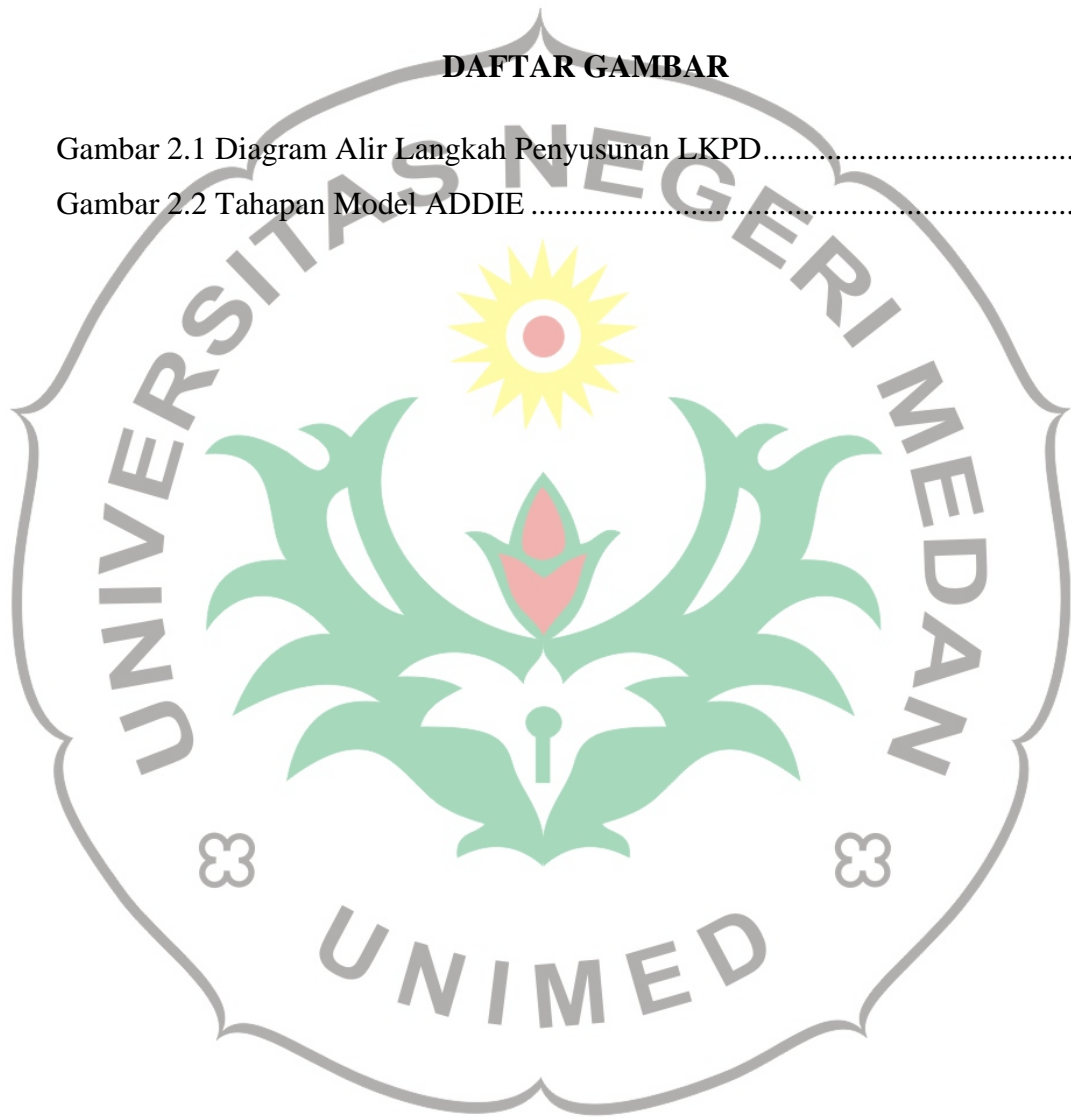 DAFTAR GAMBAR
Gambar 2.1 Diagram Alir Langkah Penyusunan LKPD.......................................
Gambar 2.2 Tahapan Model ADDIE .....................................................................
UNIVERSITAS NEGERI MEDAN
UNIMED